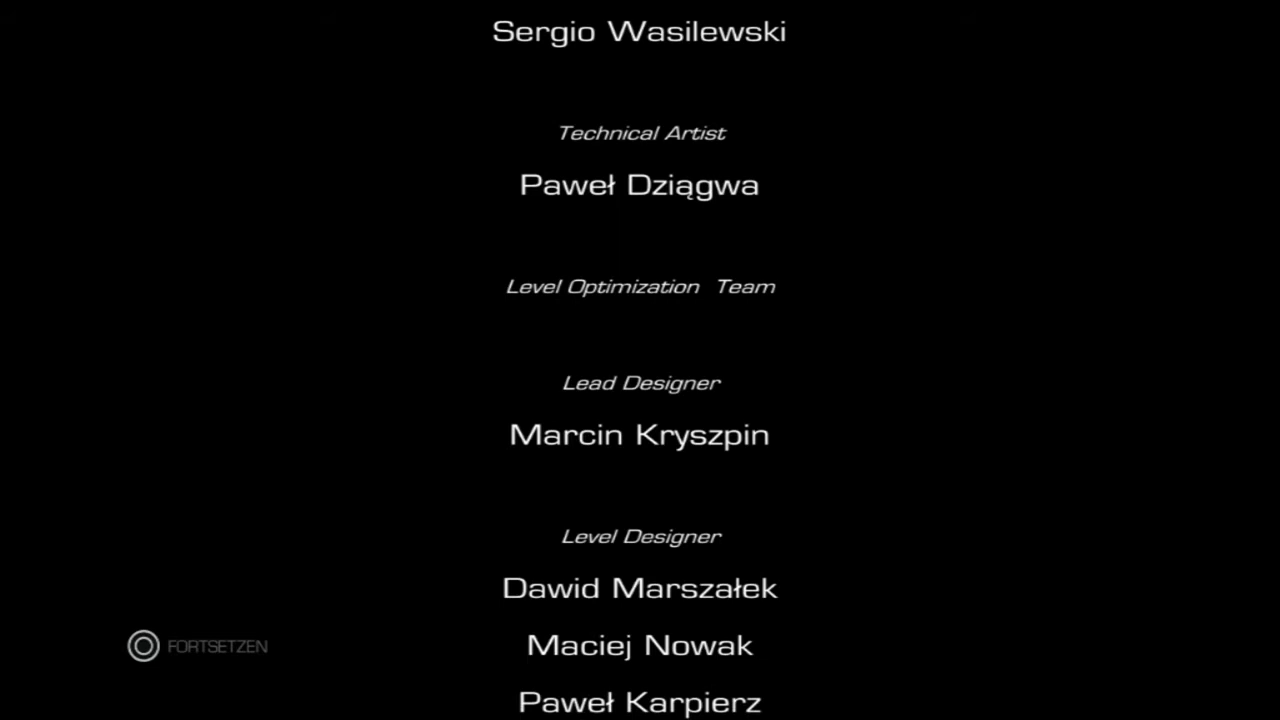 Sergio Wasilewski
Technical Artist
Paweł Dziągwa
Level Optimization  Team
Lead Designer
Marcin Kryszpin
Level Designer
Dawid Marszałek
FORTSETZEN
Maciej Nowak
Paweł Karpierz